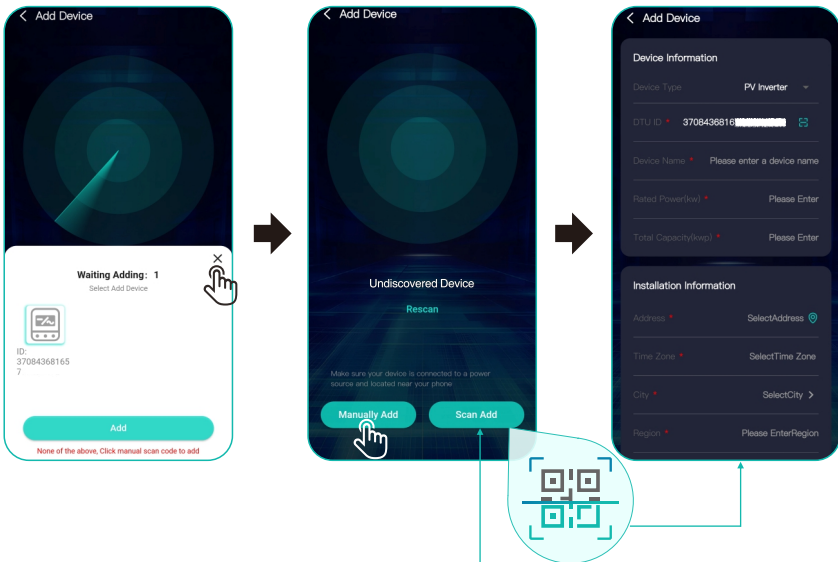 Add Device
Waiting Adding: 1
Select Add Device
ID:
37084368165
7
Add
None of the above, Click manual scan code to add
Add Device
Undiscovered Device
Rescan
Make sure your device is connected to a power
source and located near your phone
Manually Add
Scan Add
Add Device
Device Information
Device Type PV Inverter
DTU ID * 3708436816
Device Name * Please enter a device name
Rated Power(kw) * Please Enter
Total Capacity(kwp) * Please Enter
Installation Information
Address * SelectAddress
Time Zone * SelectTime Zone
City * SelectCity >
Region * Please EnterRegion